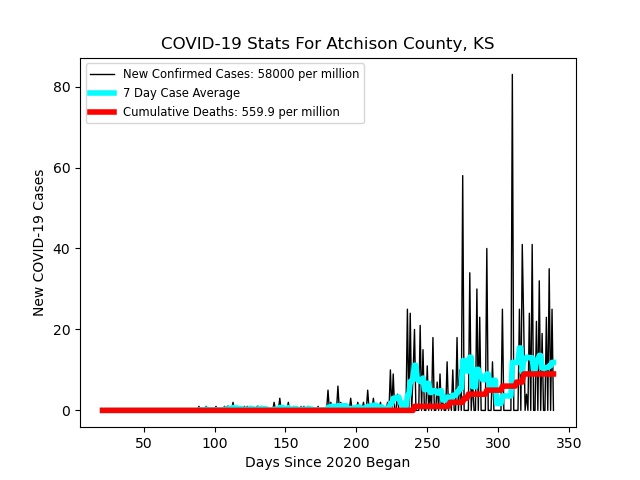 COVID-19 Stats For Atchison County, KS
New Confirmed Cases: 58000 per million
7 Day Case Average
Cumulative Deaths: 559.9 per million
New COVID-19 Cases
80
60
40
20
0
50 100 150 200 250 300 350
Days Since 2020 Began